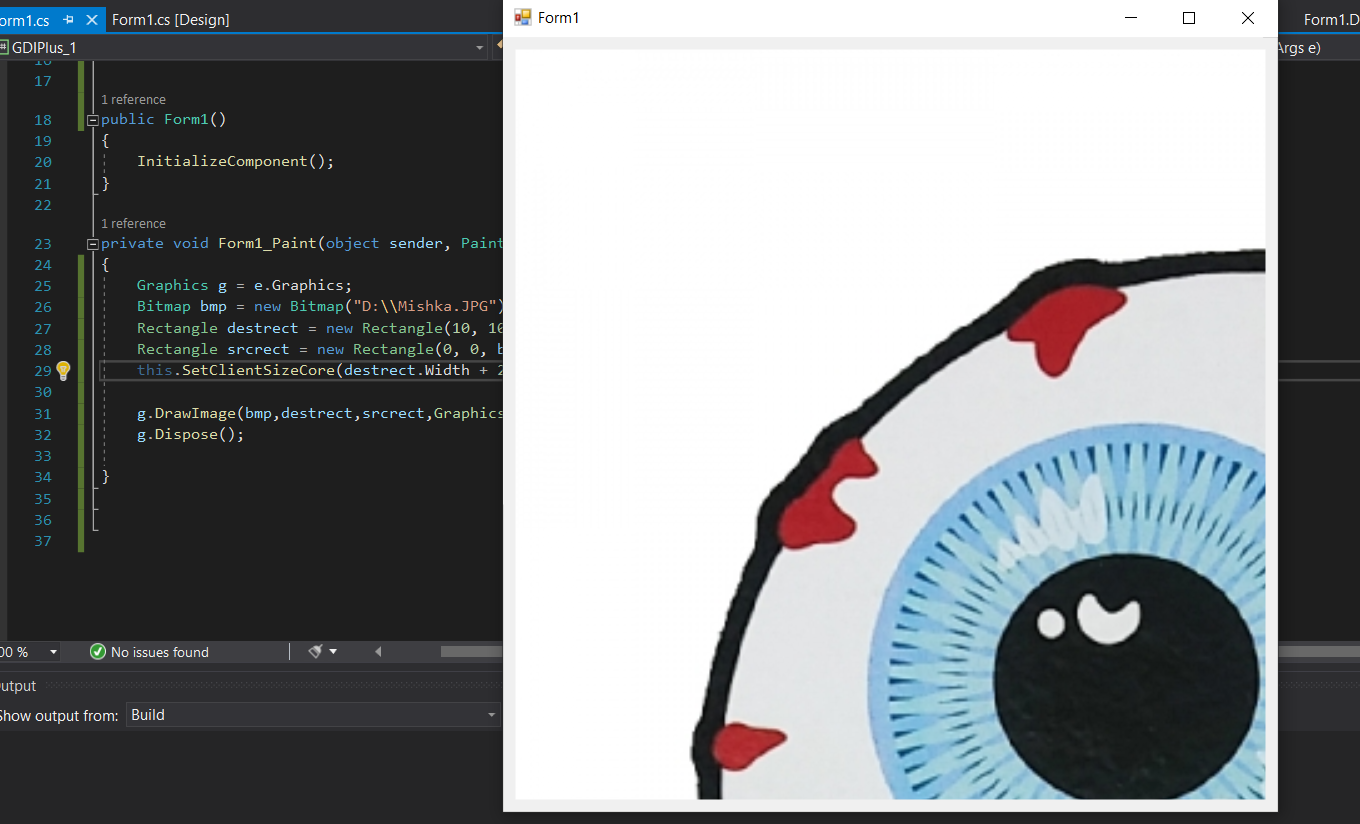 orm1.cs Form1.cs [Design]
GDIPlus_1
16
17
1 reference
18 public Form1()
19 {
20 InitializeComponent();
21 }
22
1 reference
23 private void Form1_Paint(object sender, Paint
24 {
25 Graphics g = e.Graphics;
26 Bitmap bmp = new Bitmap("D:\\Mishka.JPG")
27 Rectangle destrect = new Rectangle(10, 10
28 Rectangle srcrect = new Rectangle(0, 0, b
29 this.SetClientSizeCore(destrect.Width + 2
30
31 g.DrawImage(bmp,destrect,srcrect,Graphics
32 g.Dispose();
33
34 }
35
36
37
00 % No issues found
utput
Show output from: Build
Form1
Form1.D
Args e)